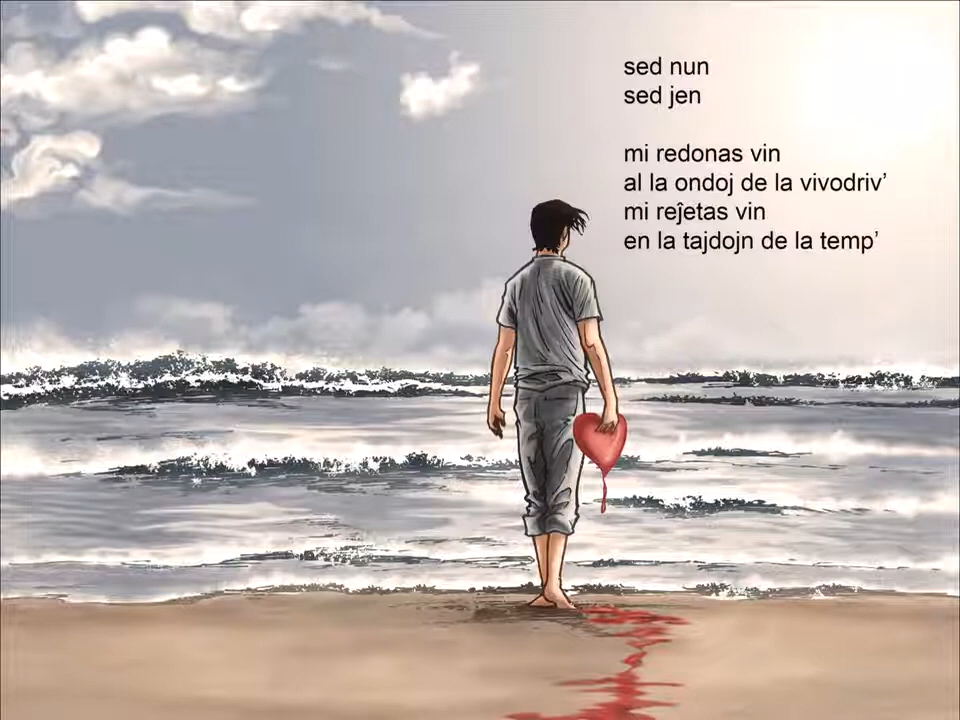 sed nun
sed jen
mi redonas vin
al la ondoj de la vivodriv’
mi reĵetas vin
en la tajdojn de la temp’